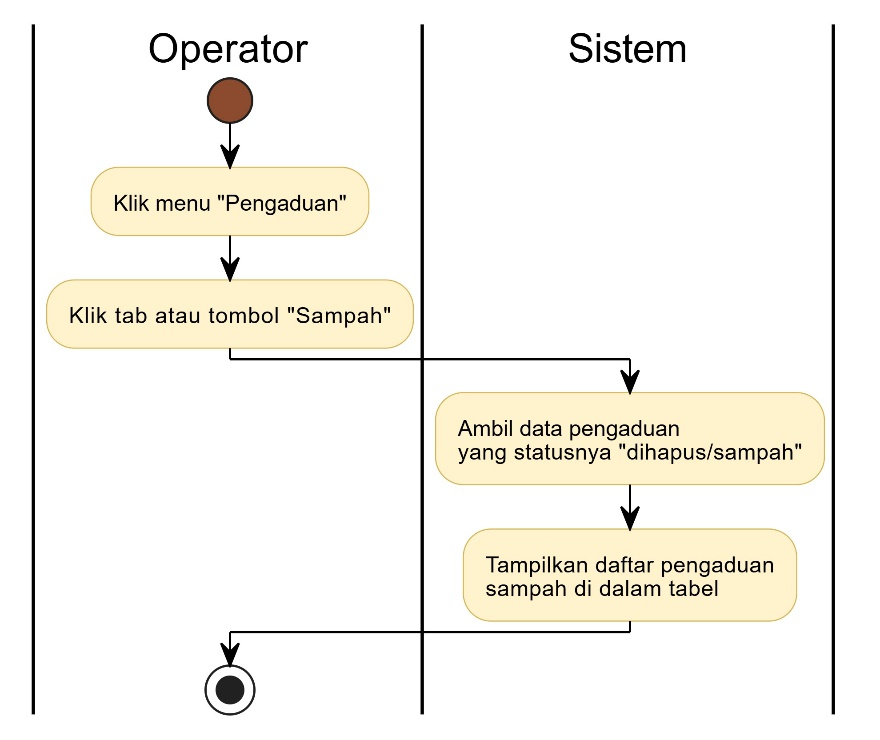 Operator
Sistem
Klik menu "Pengaduan"
Klik tab atau tombol "Sampah"
Ambil data pengaduan
yang statusnya "dihapus/sampah"
Tampilkan daftar pengaduan
sampah di dalam tabel